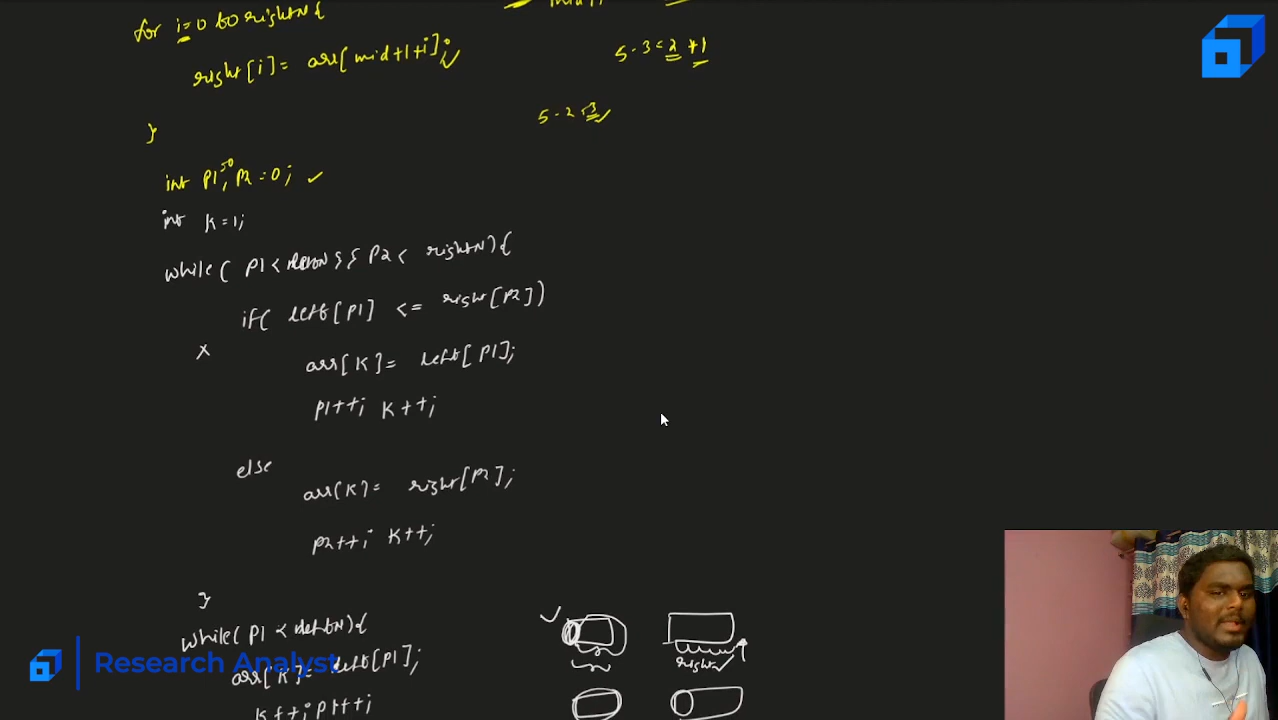 for i=0 to rightN{
right[i]= arr[mid+1+i];
5-3=2+1
5-2=3
}
int P1=0,P2=0;
int K=1;
while( P1<leftN && P2< rightN){
if( left[P1] <= right[P2])
x
arr[K]= left[P1];
P1++; K++;
else
arr[K]= right[P2];
P2++; K++;
}
while( P1 < leftN){
arr[K]= left[P1];
K++; P1++;
right
Research Analyst